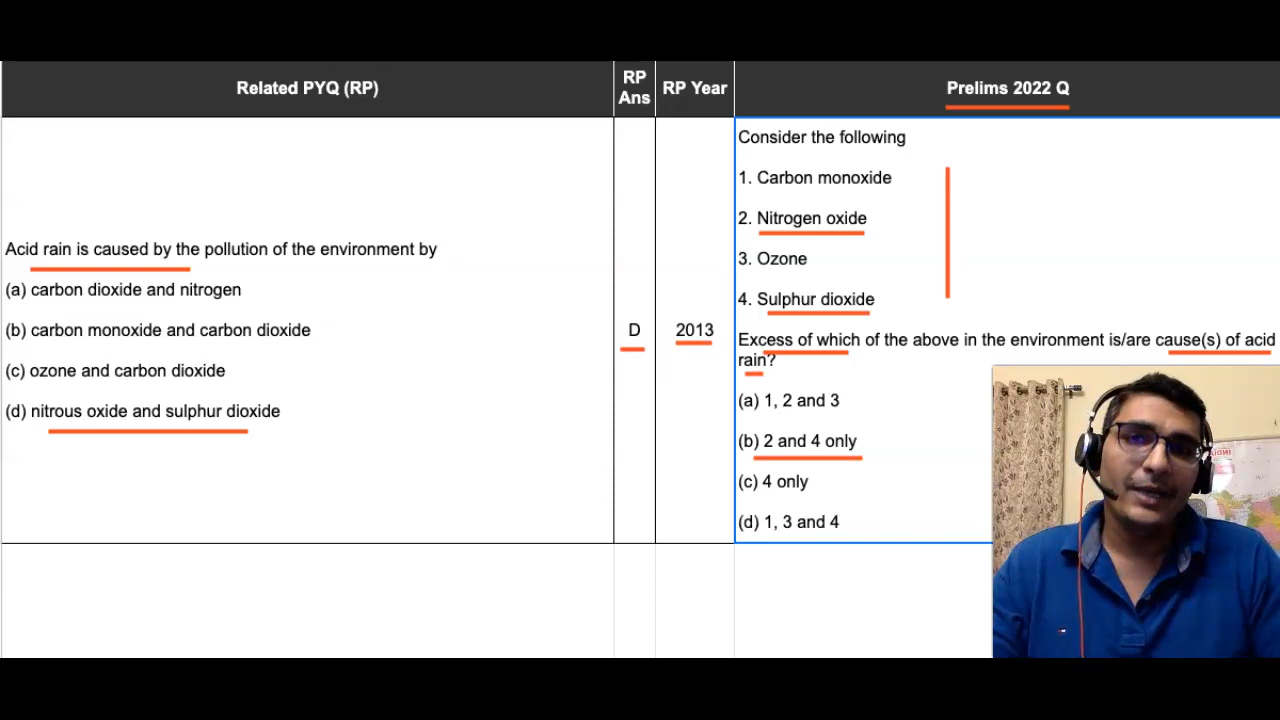 Related PYQ (RP)
RP
Ans
RP Year
Prelims 2022 Q
Acid rain is caused by the pollution of the environment by
(a) carbon dioxide and nitrogen
(b) carbon monoxide and carbon dioxide
(c) ozone and carbon dioxide
(d) nitrous oxide and sulphur dioxide
D
2013
Consider the following
1. Carbon monoxide
2. Nitrogen oxide
3. Ozone
4. Sulphur dioxide
Excess of which of the above in the environment is/are cause(s) of acid
rain?
(a) 1, 2 and 3
(b) 2 and 4 only
(c) 4 only
(d) 1, 3 and 4